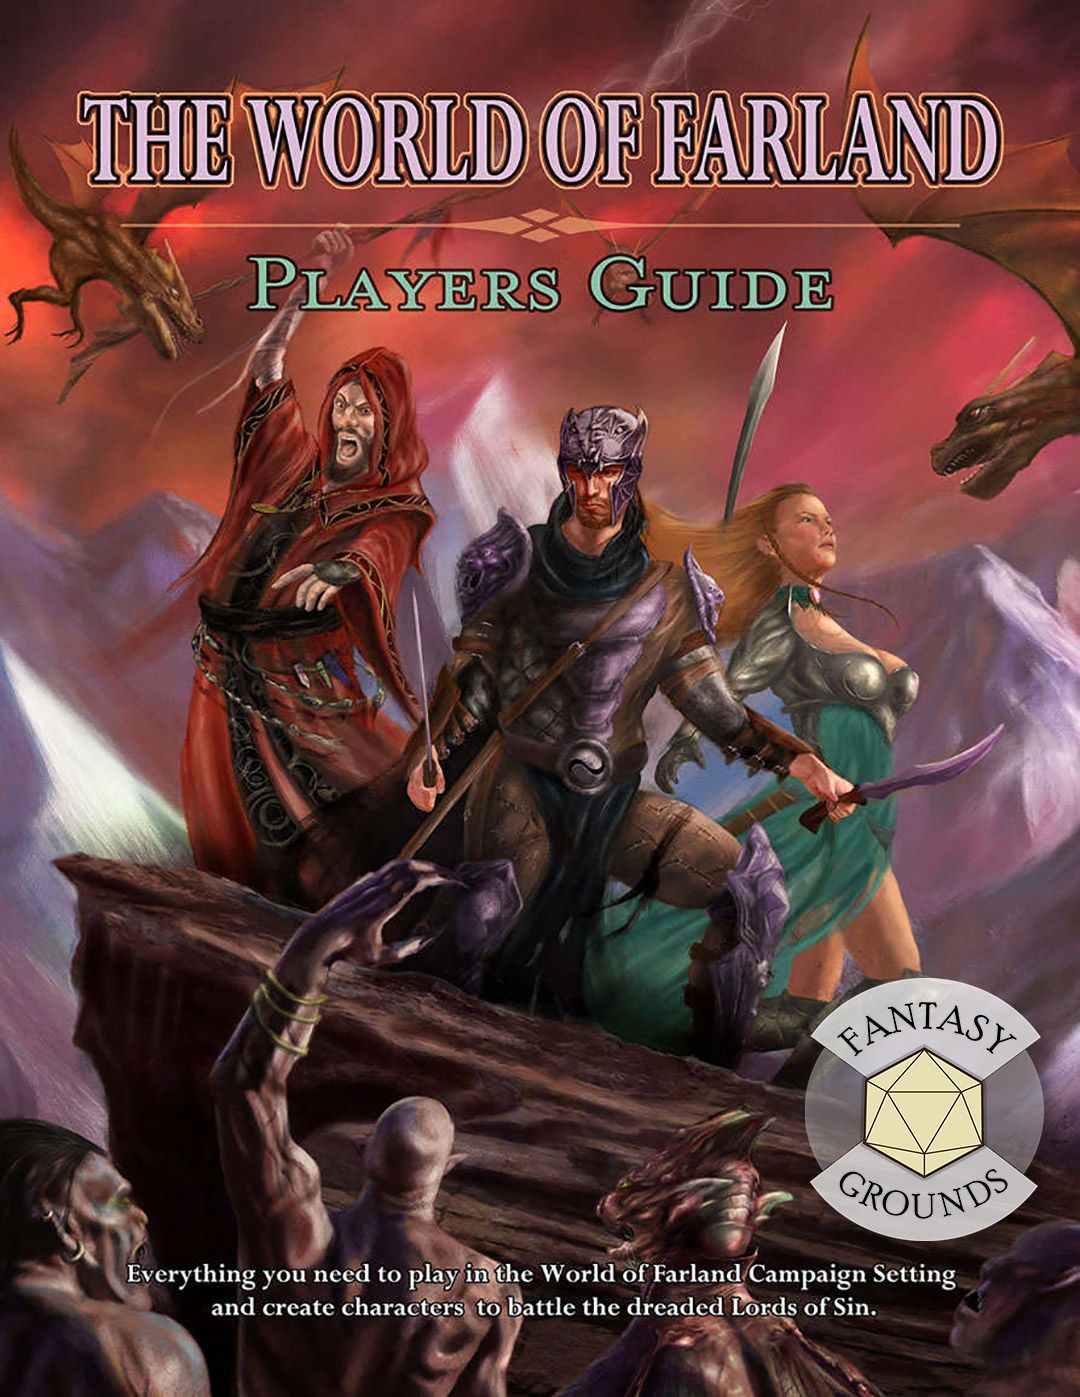 THE WORLD OF FARLAND
PLAYERS GUIDE
FANTASY
GROUNDS
Everything you need to play in the World of Farland Campaign Setting
and create characters to battle the dreaded Lords of Sin.